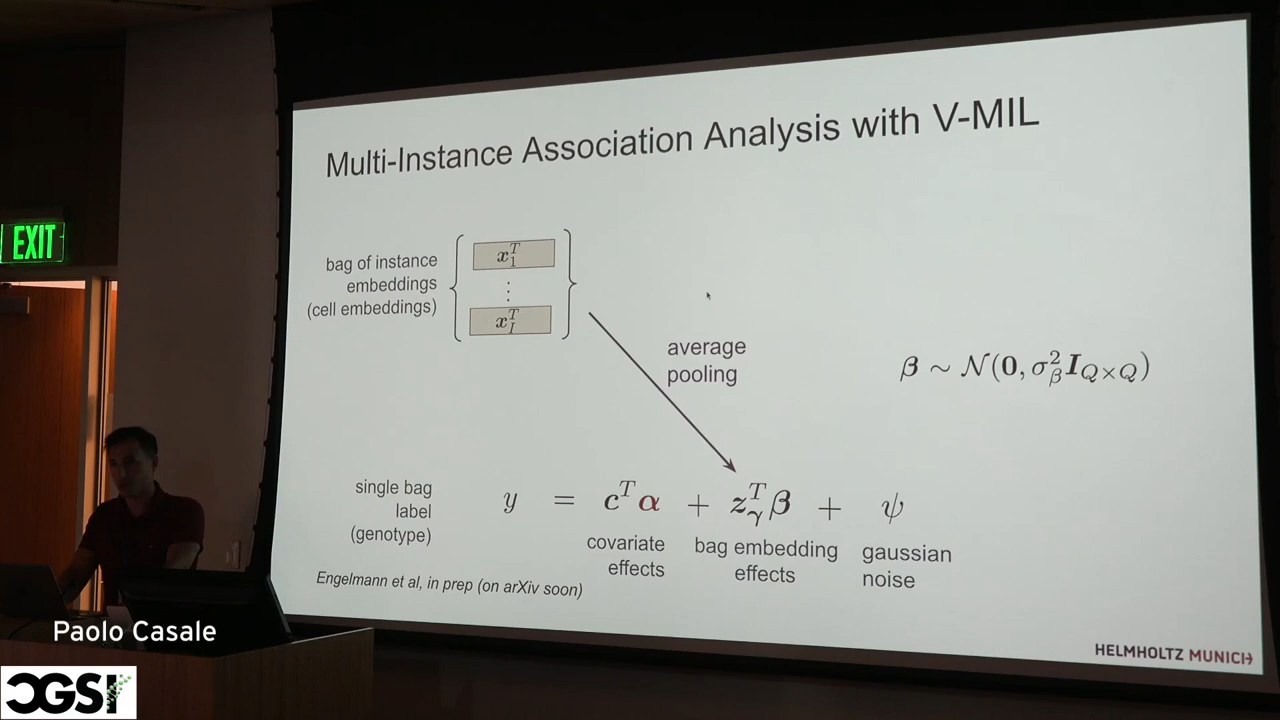 Multi-Instance Association Analysis with V-MIL
EXIT
bag of instance
embeddings
(cell embeddings)
x_1^T
⋮
x_I^T
average
pooling
β ∼ N(0, σ_β^2 I_{Q×Q})
single bag
label
(genotype)
y = c^T α + z_γ^T β + ψ
covariate
effects
bag embedding
effects
gaussian
noise
Engelmann et al, in prep (on arXiv soon)
Paolo Casale
HELMHOLTZ MUNICH
CGSI